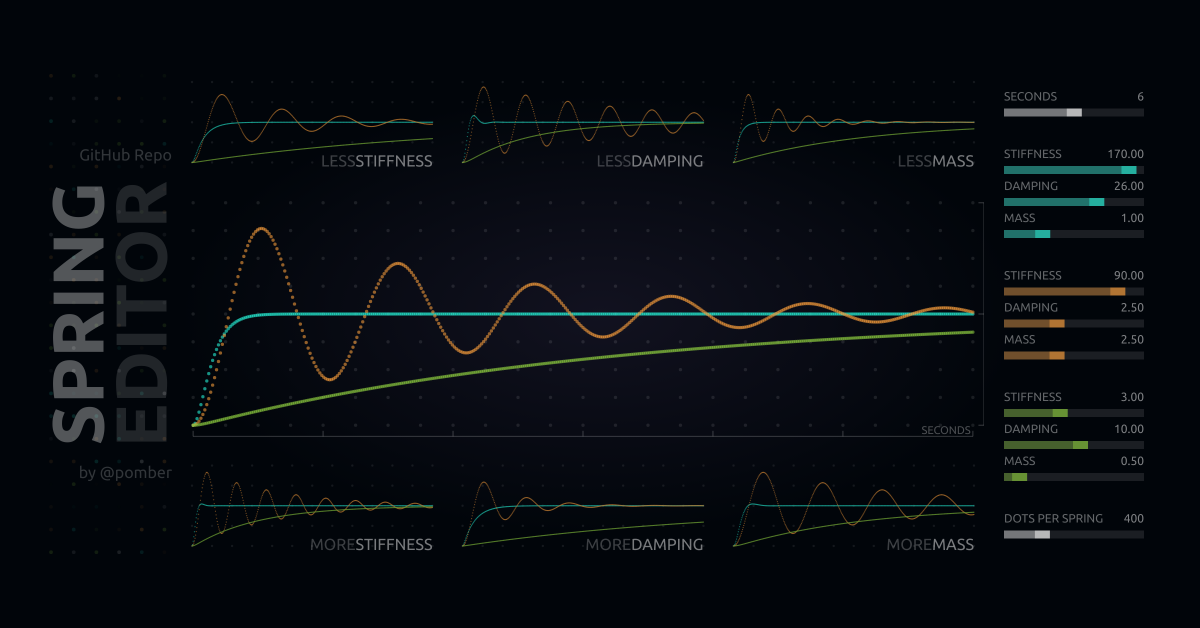 GitHub Repo
SPRING
EDITOR
by @pomber
LESSSTIFFNESS
LESSDAMPING
LESSMASS
SECONDS
MORESTIFFNESS
MOREDAMPING
MOREMASS
SECONDS 6
STIFFNESS 170.00
DAMPING 26.00
MASS 1.00
STIFFNESS 90.00
DAMPING 2.50
MASS 2.50
STIFFNESS 3.00
DAMPING 10.00
MASS 0.50
DOTS PER SPRING 400